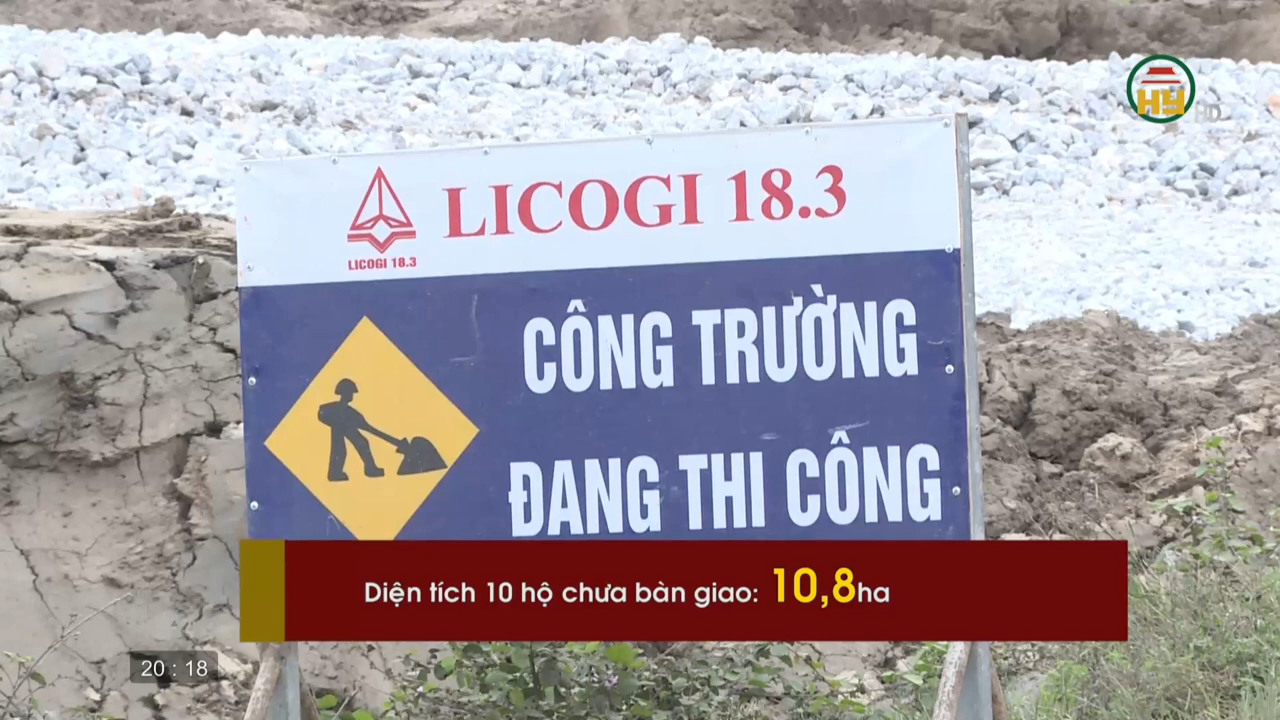 HY HD
LICOGI 18.3
LICOGI 18.3
CÔNG TRƯỜNG
ĐANG THI CÔNG
Diện tích 10 hộ chưa bàn giao: 10,8ha
20 : 18